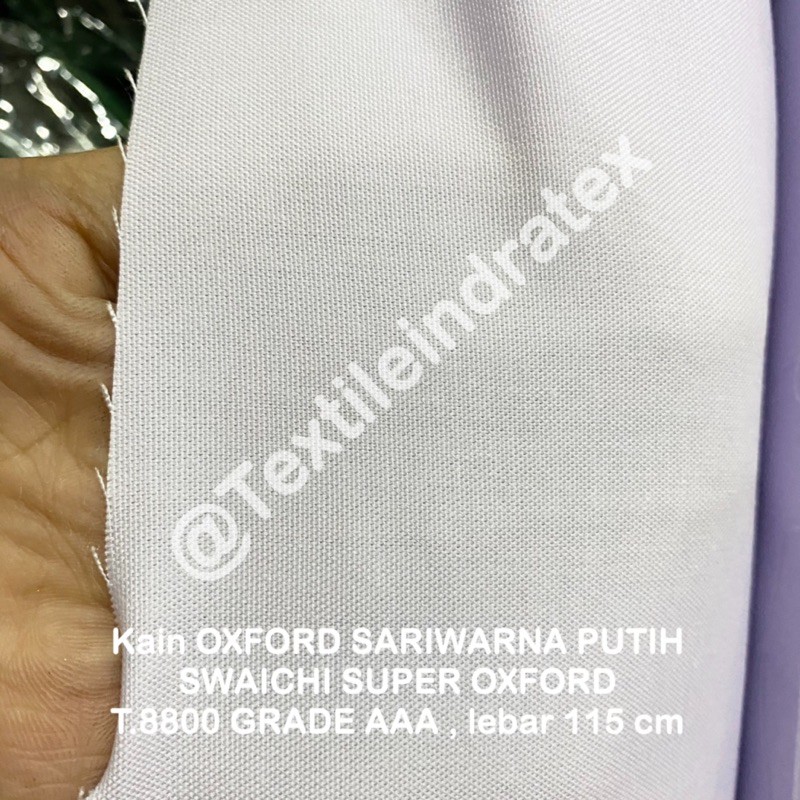 @Textileindratex
Kain OXFORD SARIWARNA PUTIH
SWAICHI SUPER OXFORD
T.8800 GRADE AAA , lebar 115 cm